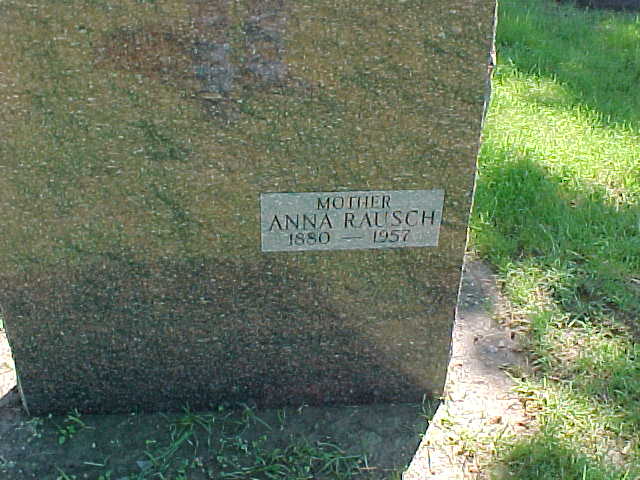 MOTHER
ANNA RAUSCH
1880 — 1957